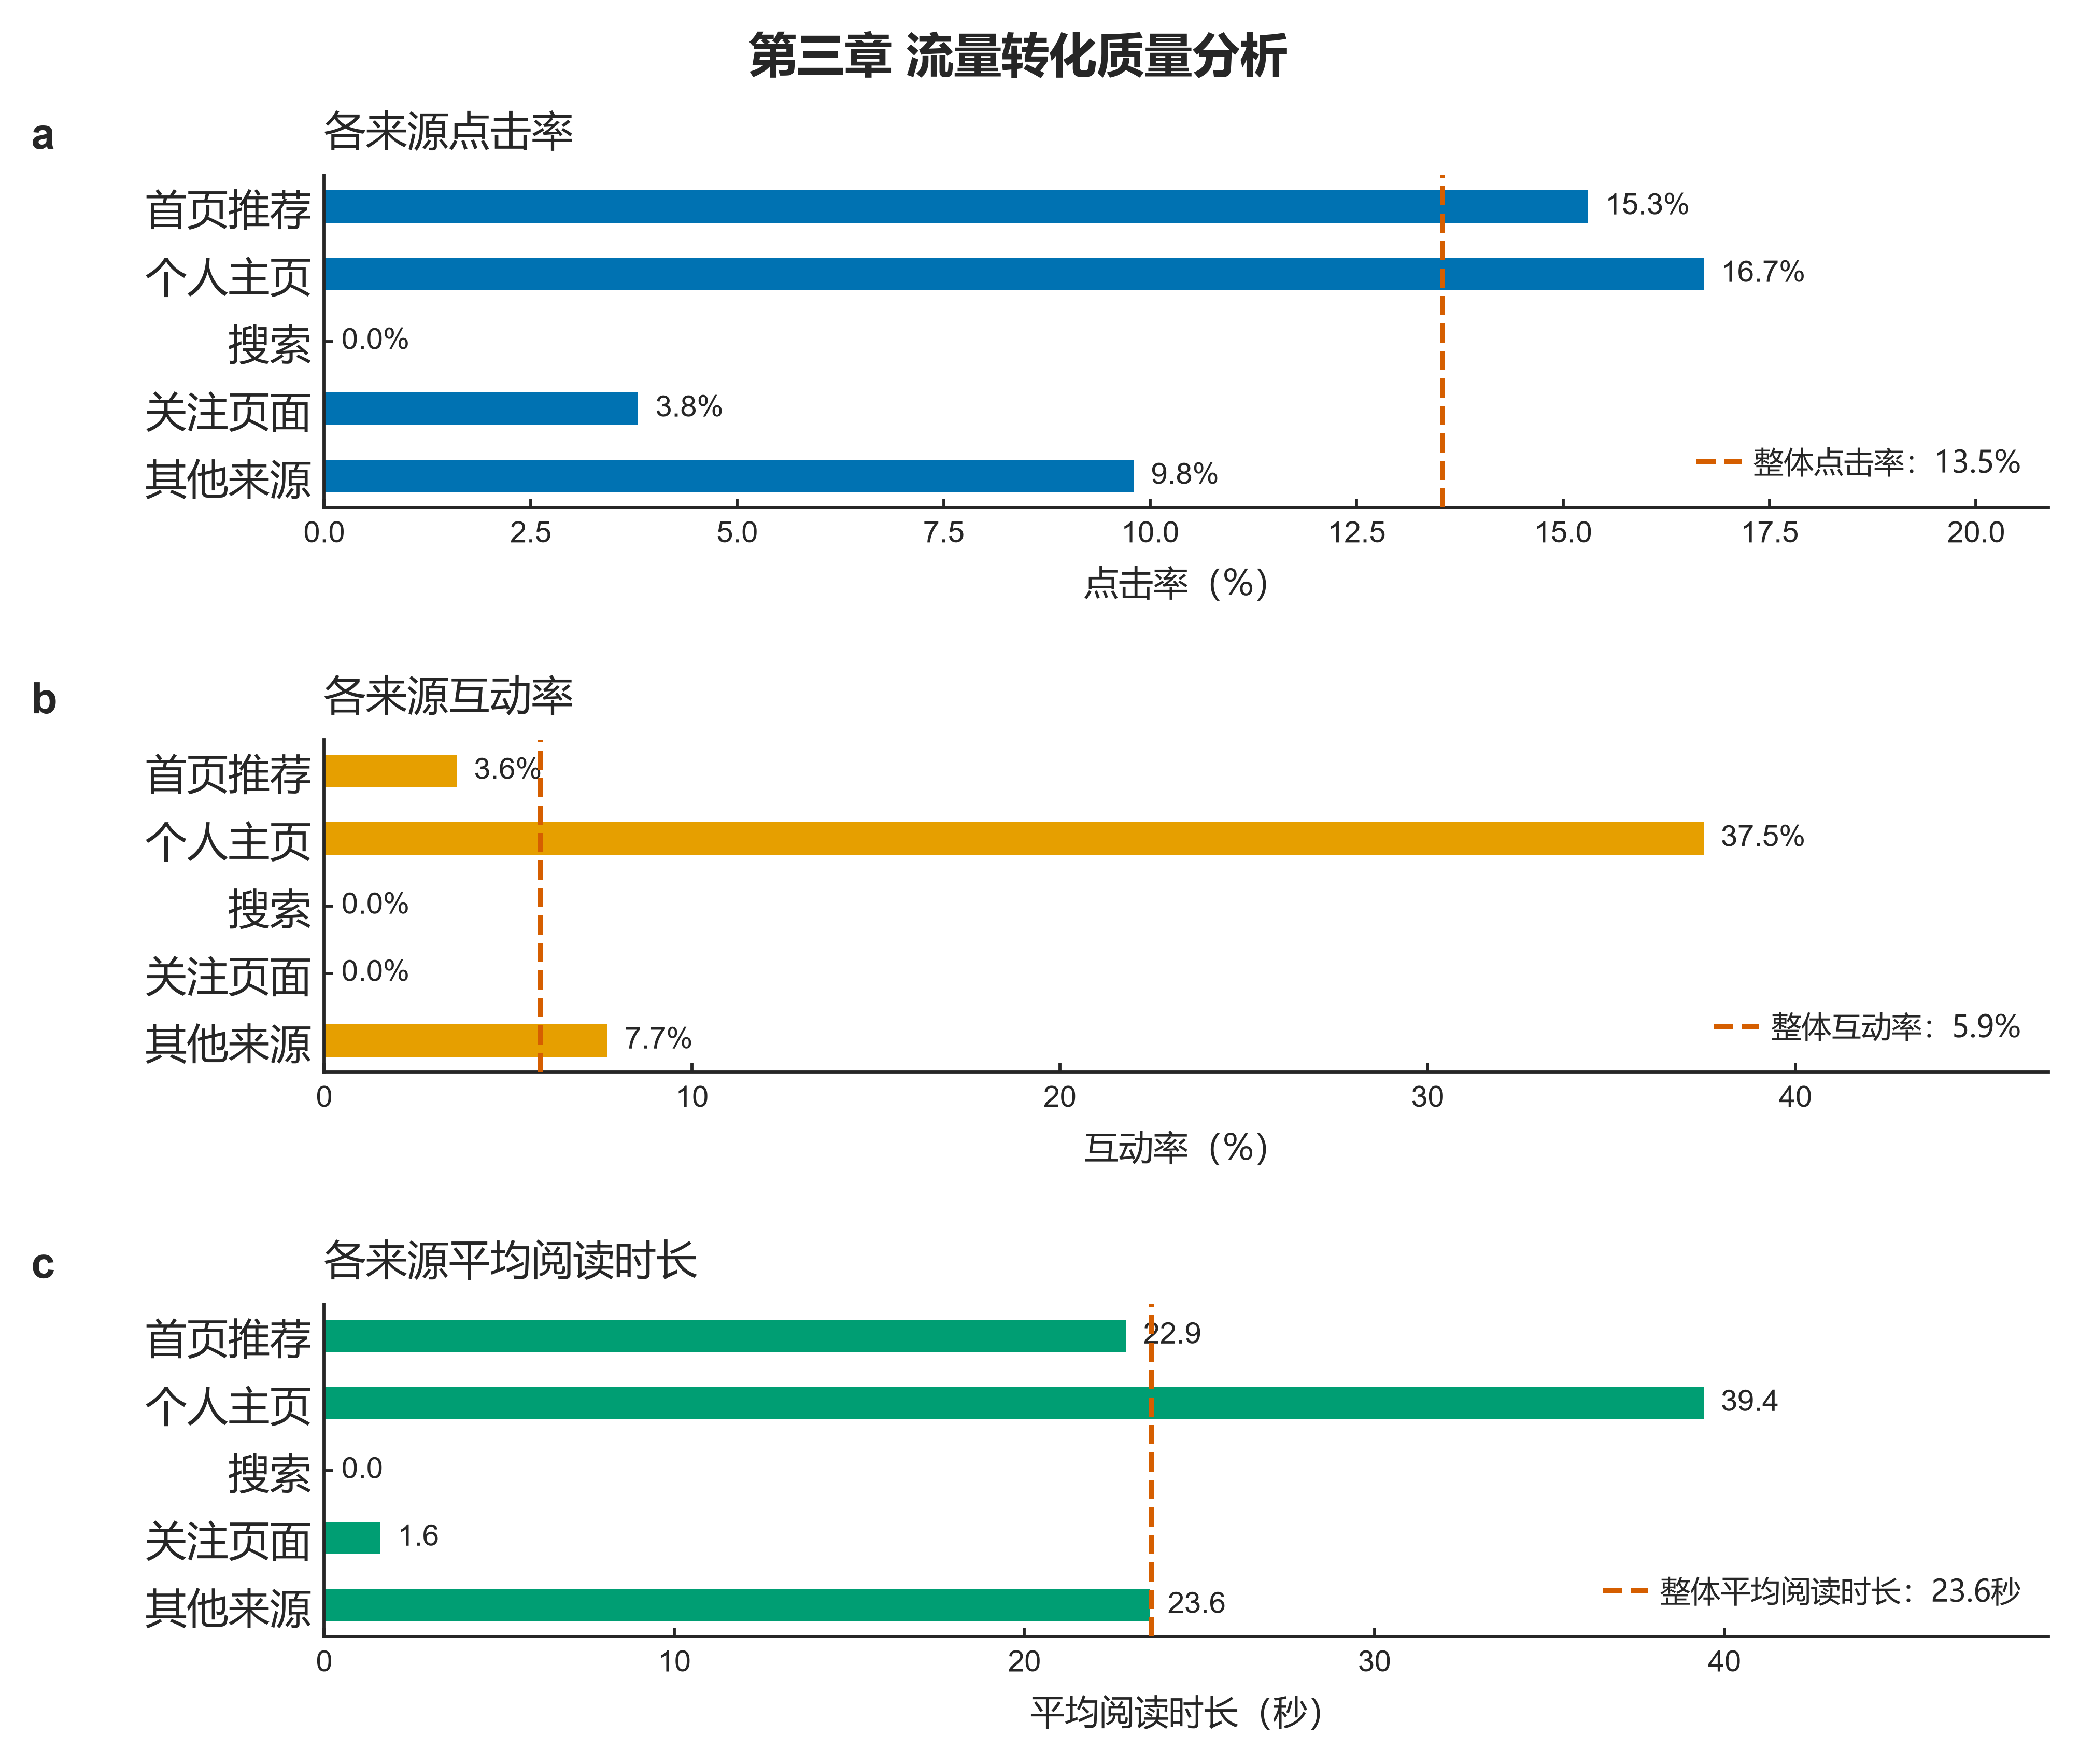 第三章 流量转化质量分析
a
各来源点击率
首页推荐 15.3%
个人主页 16.7%
搜索 0.0%
关注页面 3.8%
其他来源 9.8%
整体点击率：13.5%
0.0 2.5 5.0 7.5 10.0 12.5 15.0 17.5 20.0
点击率（%）
b
各来源互动率
首页推荐 3.6%
个人主页 37.5%
搜索 0.0%
关注页面 0.0%
其他来源 7.7%
整体互动率：5.9%
0 10 20 30 40
互动率（%）
c
各来源平均阅读时长
首页推荐 22.9
个人主页 39.4
搜索 0.0
关注页面 1.6
其他来源 23.6
整体平均阅读时长：23.6秒
0 10 20 30 40
平均阅读时长（秒）